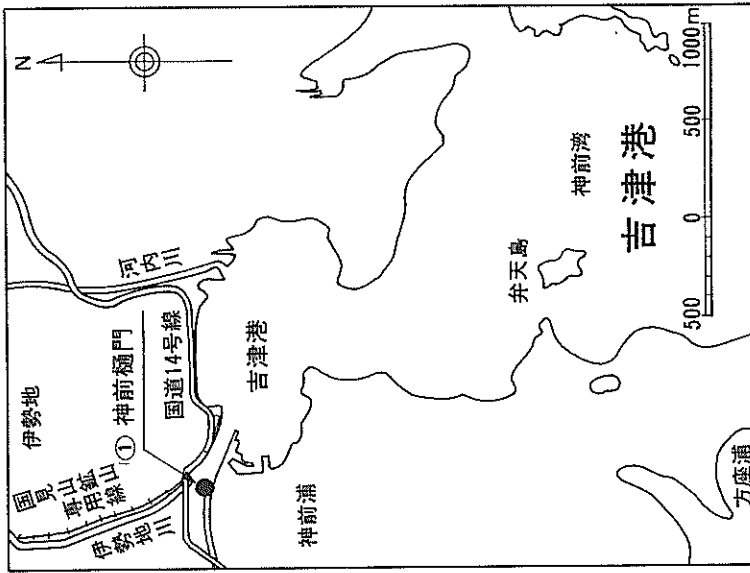 N
伊勢地
国見山鉱山
専用線
伊勢地川
① 神前樋門
国道14号線
河内川
吉津港
神前浦
弁天島
神前湾
吉津港
方座浦
500
0
500
1000m